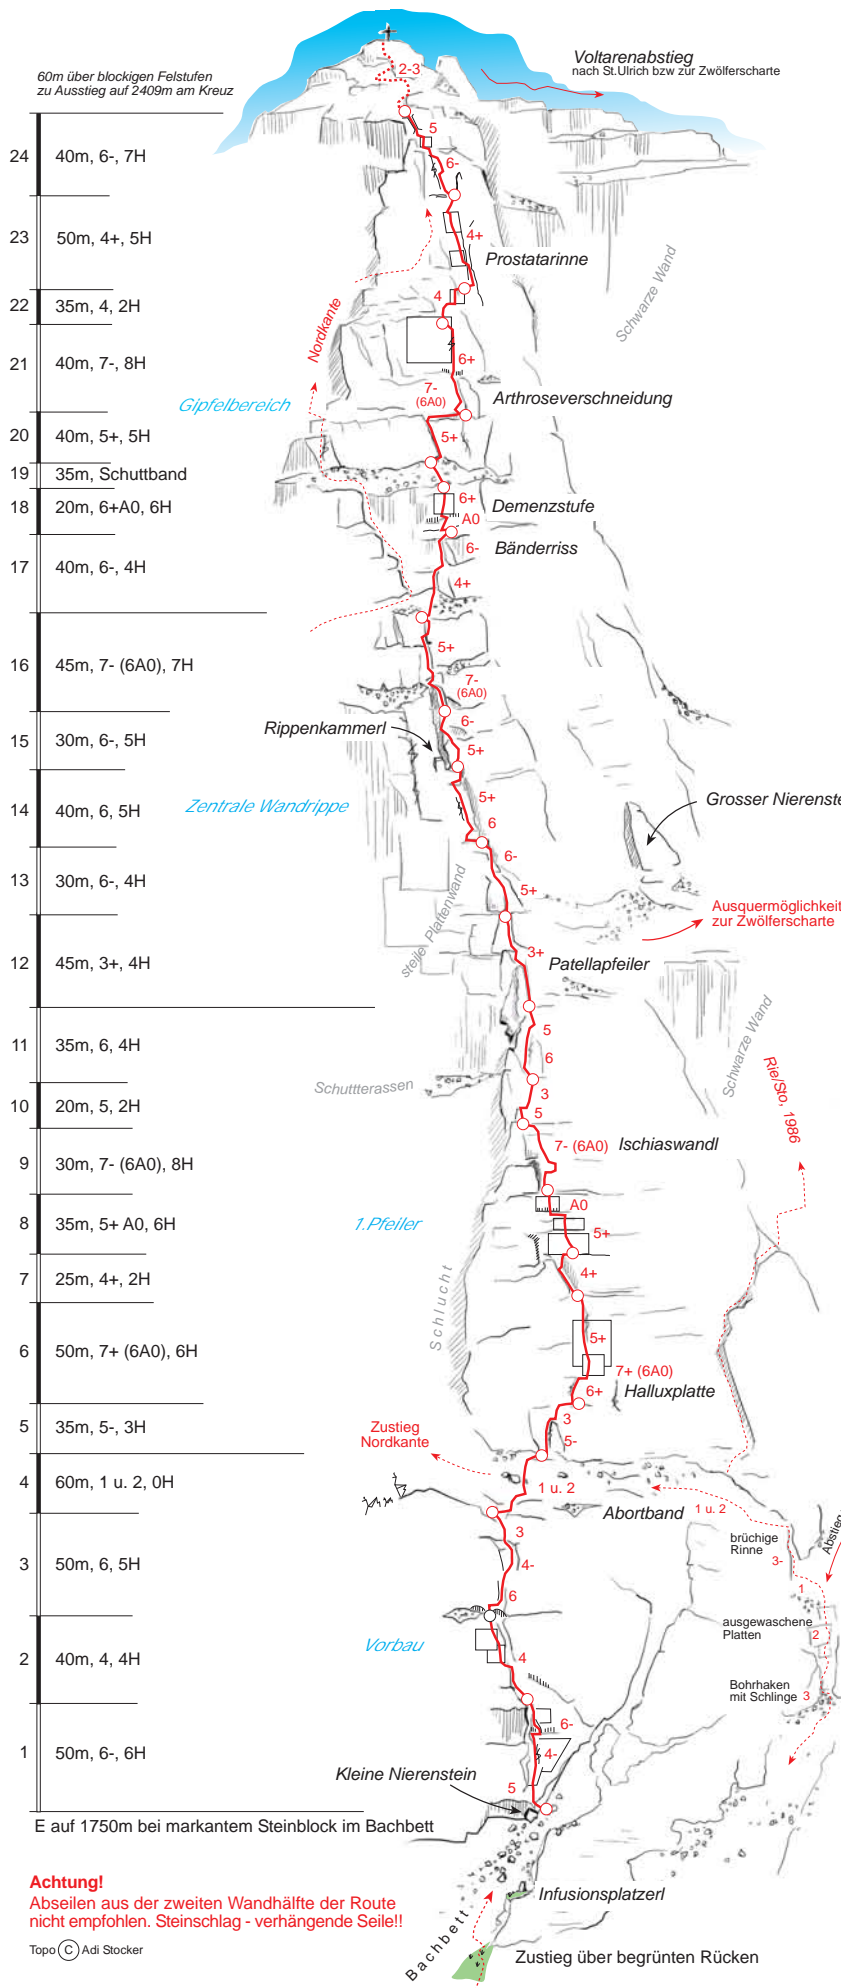 60m über blockigen Felstufen
zu Ausstieg auf 2409m am Kreuz
Voltarenabstieg
nach St.Ulrich bzw zur Zwölferscharte
2-3
5
24 40m, 6-, 7H
6-
23 50m, 4+, 5H
4+
Prostatarinne
Schwarze Wand
22 35m, 4, 2H
4
Nordkante
21 40m, 7-, 8H
6+
7-
(6A0)
Arthroseverschneidung
Gipfelbereich
20 40m, 5+, 5H
5+
19 35m, Schuttband
18 20m, 6+A0, 6H
6+
Demenzstufe
A0
6-
Bänderriss
17 40m, 6-, 4H
4+
16 45m, 7- (6A0), 7H
5+
7-
(6A0)
6-
Rippenkammerl
15 30m, 6-, 5H
5+
5+
Zentrale Wandrippe
14 40m, 6, 5H
6
Grosser Nierenste
6-
13 30m, 6-, 4H
5+
steile Plattenwand
Ausquermöglichkeit
zur Zwölferscharte
12 45m, 3+, 4H
3+
Patellapfeiler
5
11 35m, 6, 4H
6
Schwarze Wand
Schuttterassen
3
10 20m, 5, 2H
5
Rie/Sto, 1986
7- (6A0)
Ischiaswandl
9 30m, 7- (6A0), 8H
A0
8 35m, 5+ A0, 6H
1.Pfeiler
5+
7 25m, 4+, 2H
4+
Schlucht
6 50m, 7+ (6A0), 6H
5+
7+ (6A0)
6+
Halluxplatte
5 35m, 5-, 3H
3
Zustieg
Nordkante
5-
4 60m, 1 u. 2, 0H
1 u. 2
Abortband
1 u. 2
3
brüchige
Rinne
Abstieg
3 50m, 6, 5H
4-
3-
6
1
ausgewaschene
Platten
2
Vorbau
2 40m, 4, 4H
4
Bohrhaken
mit Schlinge
3
6-
1 50m, 6-, 6H
4-
Kleine Nierenstein
5
E auf 1750m bei markantem Steinblock im Bachbett
Achtung!
Abseilen aus der zweiten Wandhälfte der Route
nicht empfohlen. Steinschlag - verhängende Seile!!
Infusionsplatzerl
Topo C Adi Stocker
Bachbett
Zustieg über begrünten Rücken